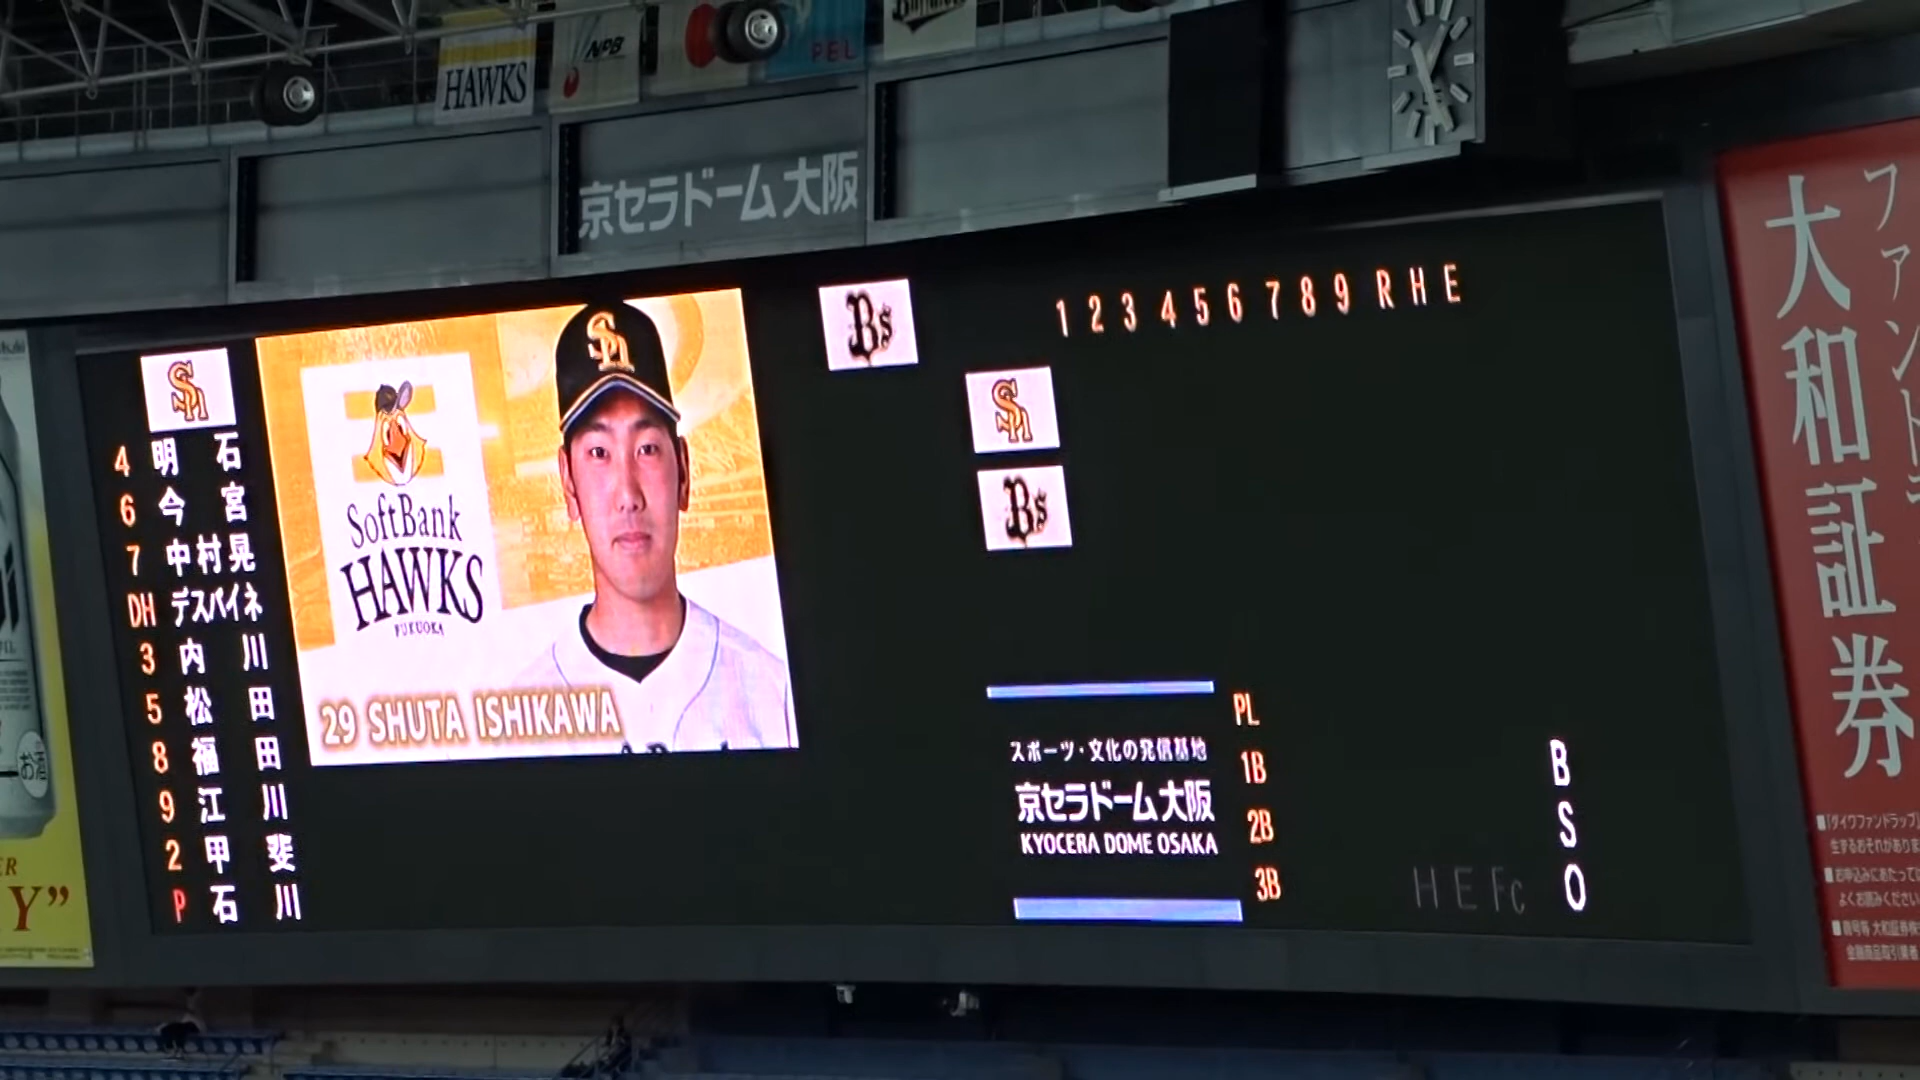 HAWKS
NPB
PEL
京セラドーム大阪
1 2 3 4 5 6 7 8 9 R H E
Bs
SH
4 明石
6 今宮
7 中村晃
DH デスパイネ
3 内川
5 松田
8 福田
9 江川
2 甲斐
P 石川
SH
SoftBank
HAWKS
FUKUOKA
29 SHUTA ISHIKAWA
SH
Bs
スポーツ・文化の発信基地
京セラドーム大阪
KYOCERA DOME OSAKA
PL
1B
2B
3B
H E Fc
B
S
O
お酒
Y”
大和証券